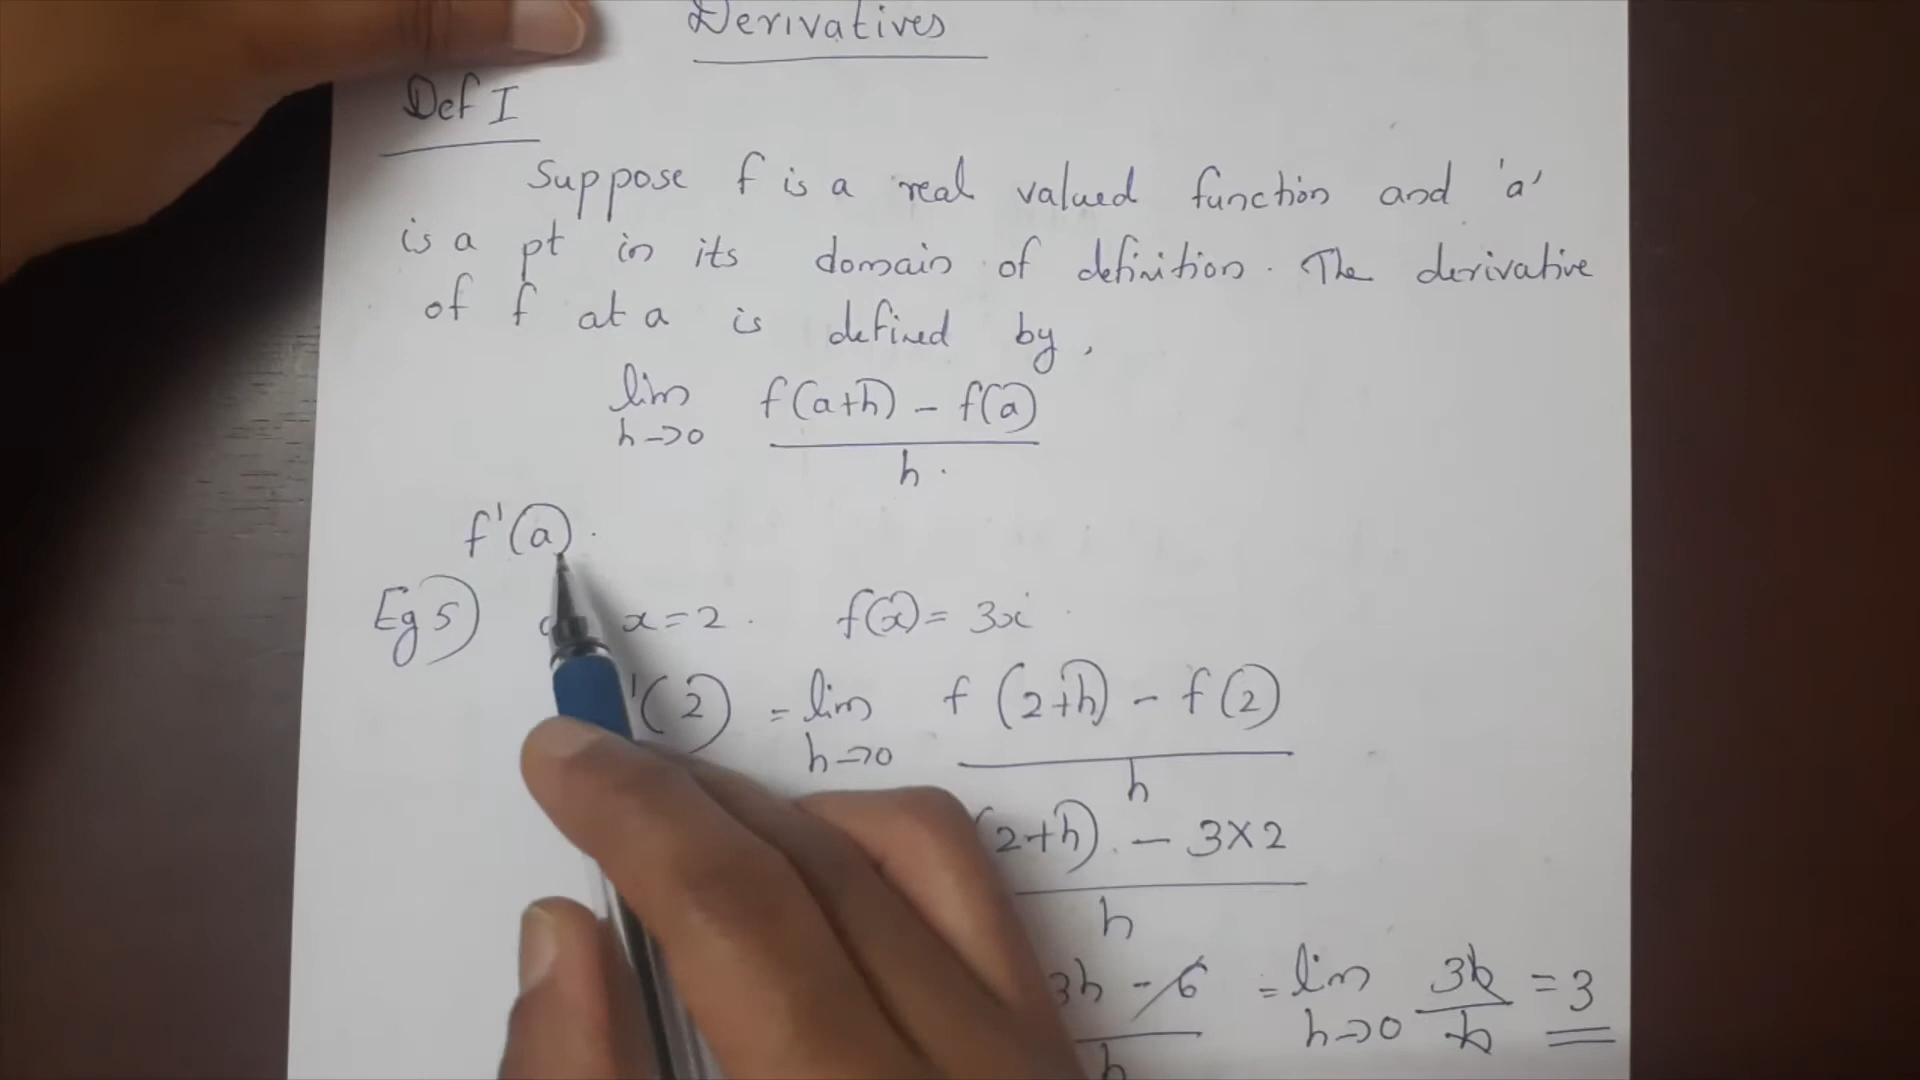 Derivatives
Def I
Suppose f is a real valued function and 'a'
is a pt in its domain of definition. The derivative
of f at a is defined by,
lim f(a+h) - f(a)
h→0 h.
f'(a).
Eg 5) x=2. f(x)= 3x.
'(2) = lim f(2+h) - f(2)
h→0 h
(2+h). - 3×2
h
3h - 6 = lim 3h = 3
h h→0 h